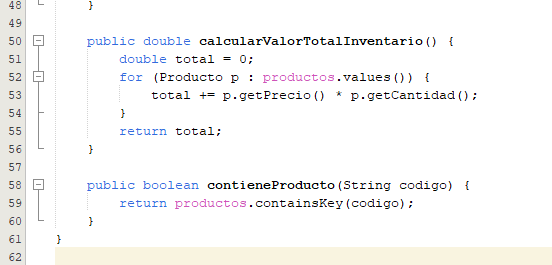 48 }
49
50 public double calcularValorTotalInventario() {
51 double total = 0;
52 for (Producto p : productos.values()) {
53 total += p.getPrecio() * p.getCantidad();
54 }
55 return total;
56 }
57
58 public boolean contieneProducto(String codigo) {
59 return productos.containsKey(codigo);
60 }
61 }
62